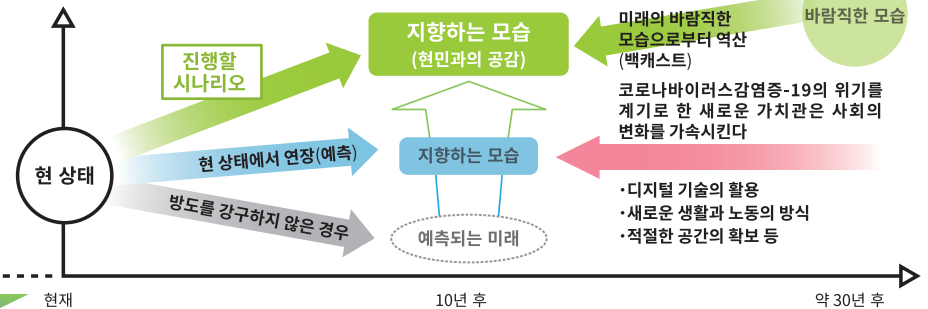 지향하는 모습
(현민과의 공감)
미래의 바람직한
모습으로부터 역산
(백캐스트)
바람직한 모습
진행할
시나리오
코로나바이러스감염증-19의 위기를
계기로 한 새로운 가치관은 사회의
변화를 가속시킨다
현 상태
현 상태에서 연장(예측)
지향하는 모습
방도를 강구하지 않은 경우
예측되는 미래
·디지털 기술의 활용
·새로운 생활과 노동의 방식
·적절한 공간의 확보 등
현재
10년 후
약 30년 후